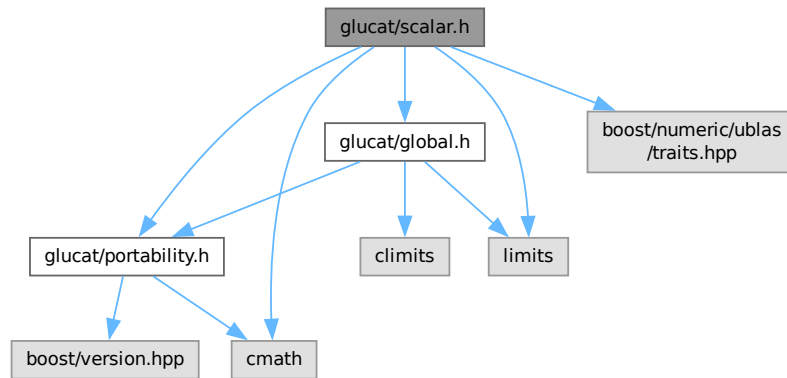 glucat/scalar.h
glucat/global.h
boost/numeric/ublas
/traits.hpp
glucat/portability.h
climits
limits
boost/version.hpp
cmath